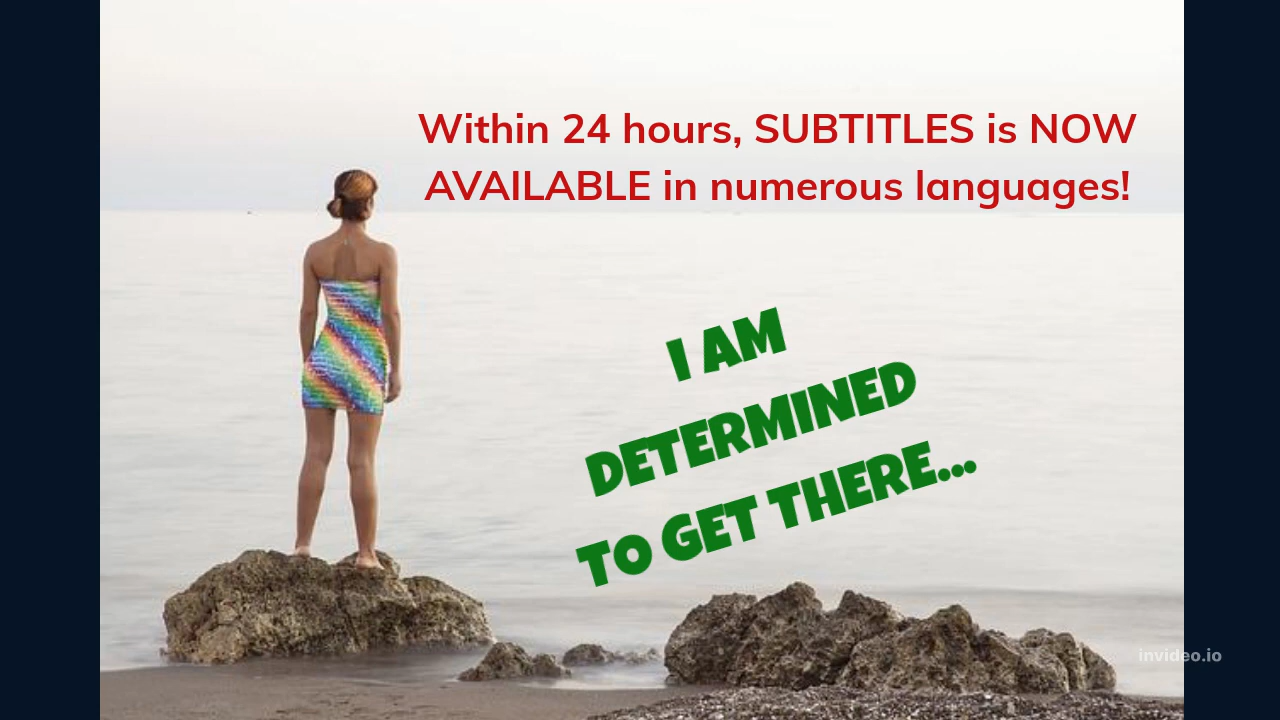 Within 24 hours, SUBTITLES is NOW
AVAILABLE in numerous languages!
I AM
DETERMINED
TO GET THERE...
invideo.io